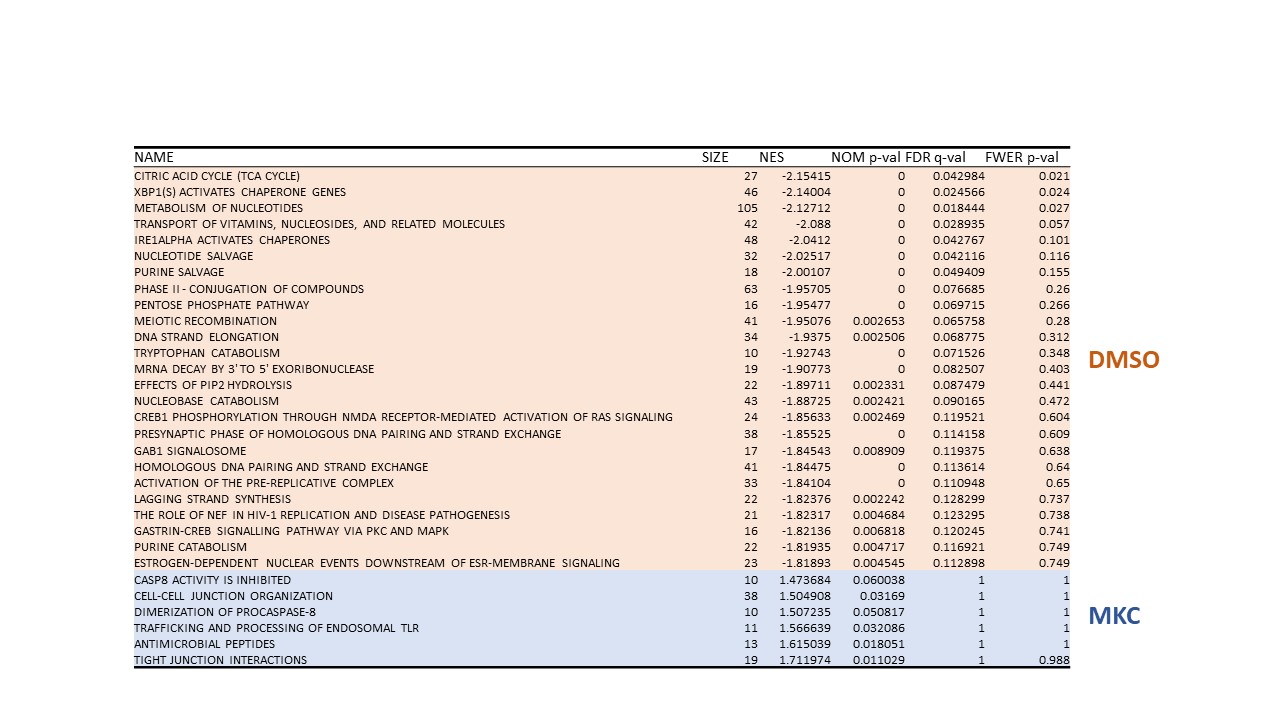 NAME SIZE NES NOM p-val FDR q-val FWER p-val
CITRIC ACID CYCLE (TCA CYCLE) 27 -2.15415 0 0.042984 0.021
XBP1(S) ACTIVATES CHAPERONE GENES 46 -2.14004 0 0.024566 0.024
METABOLISM OF NUCLEOTIDES 105 -2.12712 0 0.018444 0.027
TRANSPORT OF VITAMINS, NUCLEOSIDES, AND RELATED MOLECULES 42 -2.088 0 0.028935 0.057
IRE1ALPHA ACTIVATES CHAPERONES 48 -2.0412 0 0.042767 0.101
NUCLEOTIDE SALVAGE 32 -2.02517 0 0.042116 0.116
PURINE SALVAGE 18 -2.00107 0 0.049409 0.155
PHASE II - CONJUGATION OF COMPOUNDS 63 -1.95705 0 0.076685 0.26
PENTOSE PHOSPHATE PATHWAY 16 -1.95477 0 0.069715 0.266
MEIOTIC RECOMBINATION 41 -1.95076 0.002653 0.065758 0.28
DNA STRAND ELONGATION 34 -1.9375 0.002506 0.068775 0.312
TRYPTOPHAN CATABOLISM 10 -1.92743 0 0.071526 0.348
DMSO
MRNA DECAY BY 3' TO 5' EXORIBONUCLEASE 19 -1.90773 0 0.082507 0.403
EFFECTS OF PIP2 HYDROLYSIS 22 -1.89711 0.002331 0.087479 0.441
NUCLEOBASE CATABOLISM 43 -1.88725 0.002421 0.090165 0.472
CREB1 PHOSPHORYLATION THROUGH NMDA RECEPTOR-MEDIATED ACTIVATION OF RAS SIGNALING 24 -1.85633 0.002469 0.119521 0.604
PRESYNAPTIC PHASE OF HOMOLOGOUS DNA PAIRING AND STRAND EXCHANGE 38 -1.85525 0 0.114158 0.609
GAB1 SIGNALOSOME 17 -1.84543 0.008909 0.119375 0.638
HOMOLOGOUS DNA PAIRING AND STRAND EXCHANGE 41 -1.84475 0 0.113614 0.64
ACTIVATION OF THE PRE-REPLICATIVE COMPLEX 33 -1.84104 0 0.110948 0.65
LAGGING STRAND SYNTHESIS 22 -1.82376 0.002242 0.128299 0.737
THE ROLE OF NEF IN HIV-1 REPLICATION AND DISEASE PATHOGENESIS 21 -1.82317 0.004684 0.123295 0.738
GASTRIN-CREB SIGNALLING PATHWAY VIA PKC AND MAPK 16 -1.82136 0.006818 0.120245 0.741
PURINE CATABOLISM 22 -1.81935 0.004717 0.116921 0.749
ESTROGEN-DEPENDENT NUCLEAR EVENTS DOWNSTREAM OF ESR-MEMBRANE SIGNALING 23 -1.81893 0.004545 0.112898 0.749
CASP8 ACTIVITY IS INHIBITED 10 1.473684 0.060038 1 1
CELL-CELL JUNCTION ORGANIZATION 38 1.504908 0.03169 1 1
DIMERIZATION OF PROCASPASE-8 10 1.507235 0.050817 1 1
MKC
TRAFFICKING AND PROCESSING OF ENDOSOMAL TLR 11 1.566639 0.032086 1 1
ANTIMICROBIAL PEPTIDES 13 1.615039 0.018051 1 1
TIGHT JUNCTION INTERACTIONS 19 1.711974 0.011029 1 0.988